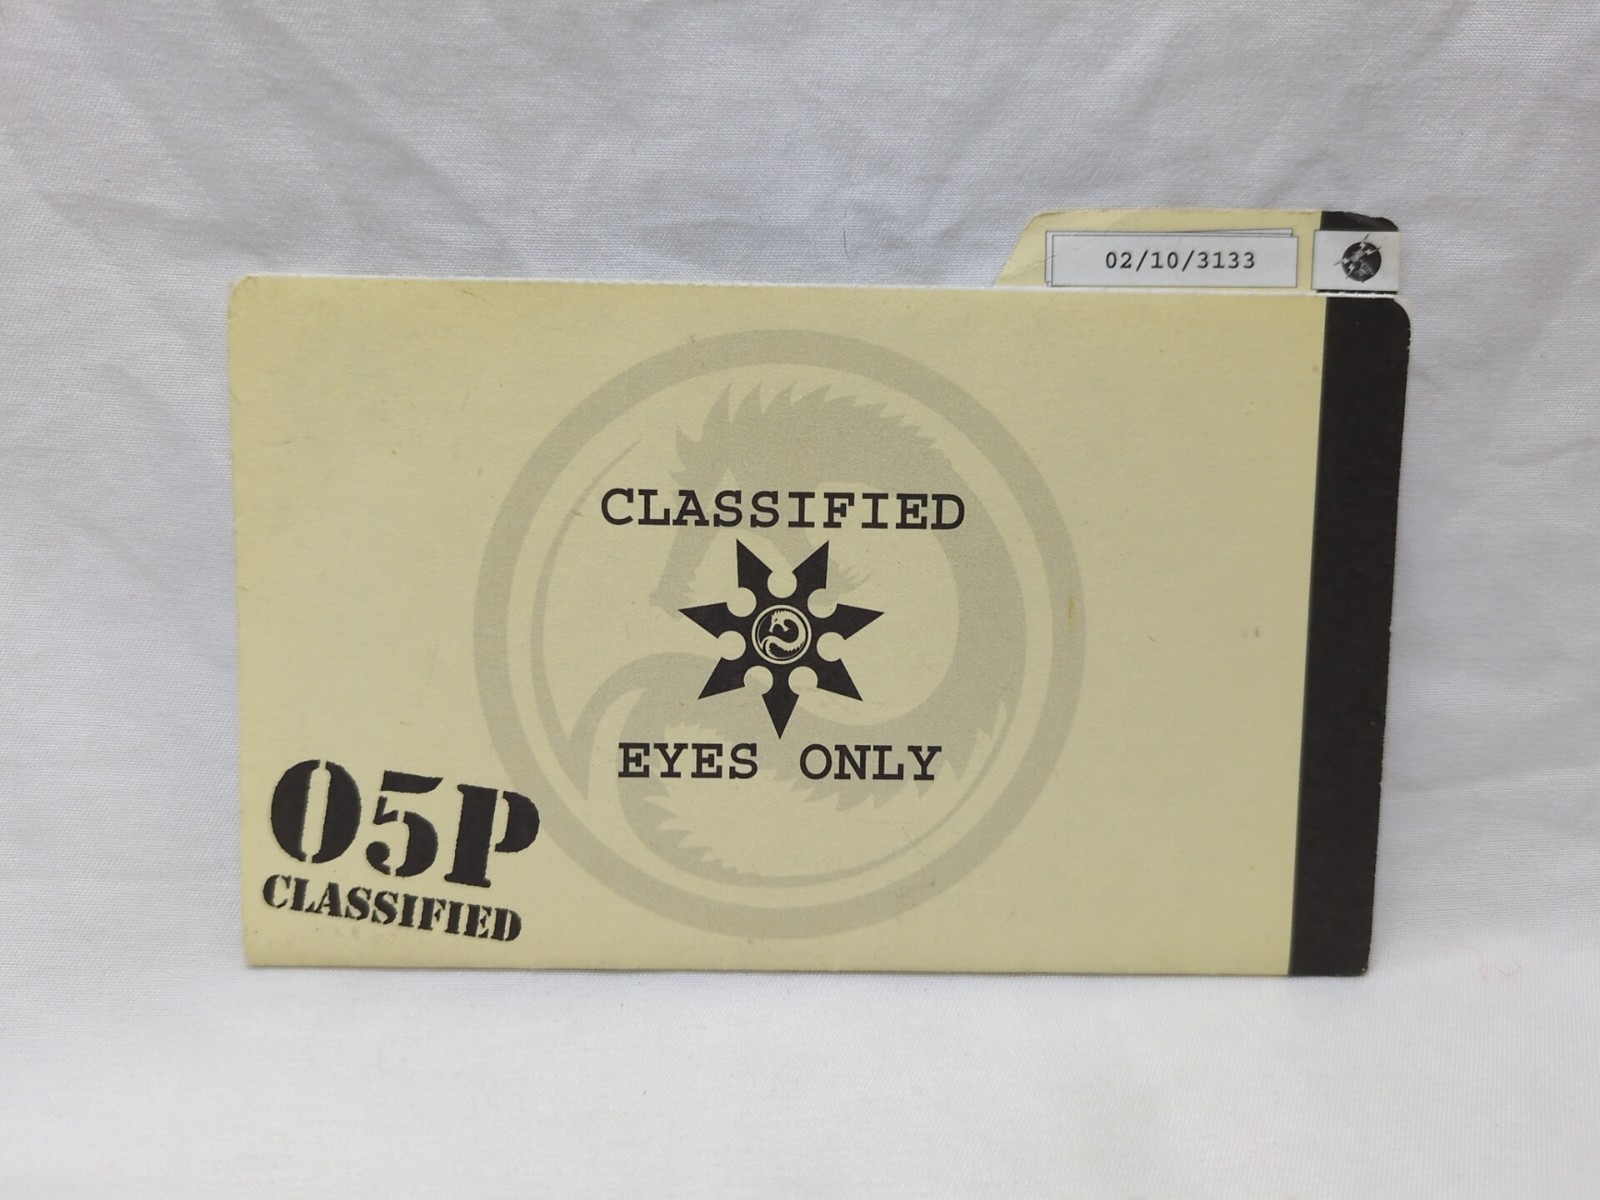 02/10/3133
CLASSIFIED
EYES ONLY
05P
CLASSIFIED